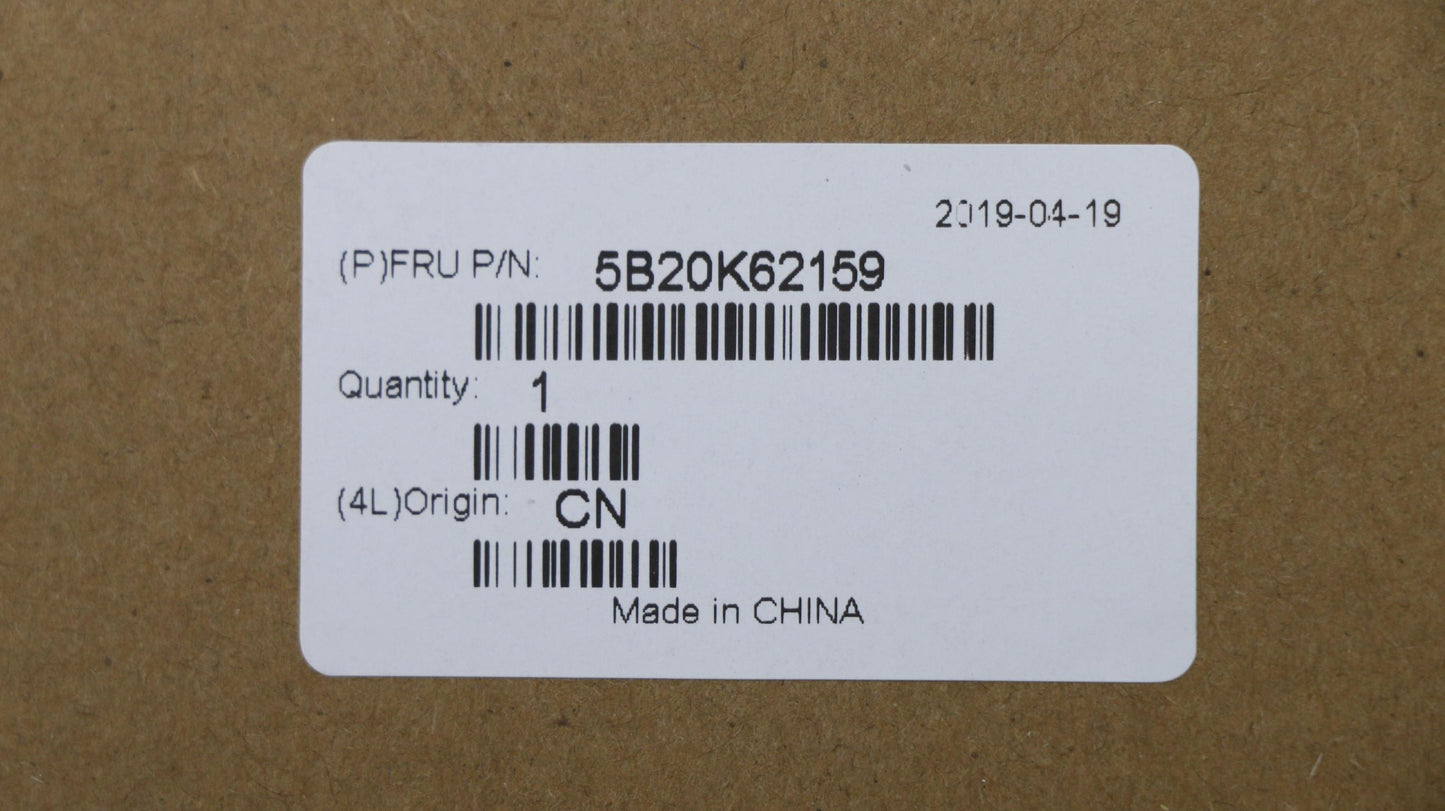 2019-04-19
(P)FRU P/N: 5B20K62159
Quantity: 1
(4L)Origin: CN
Made in CHINA